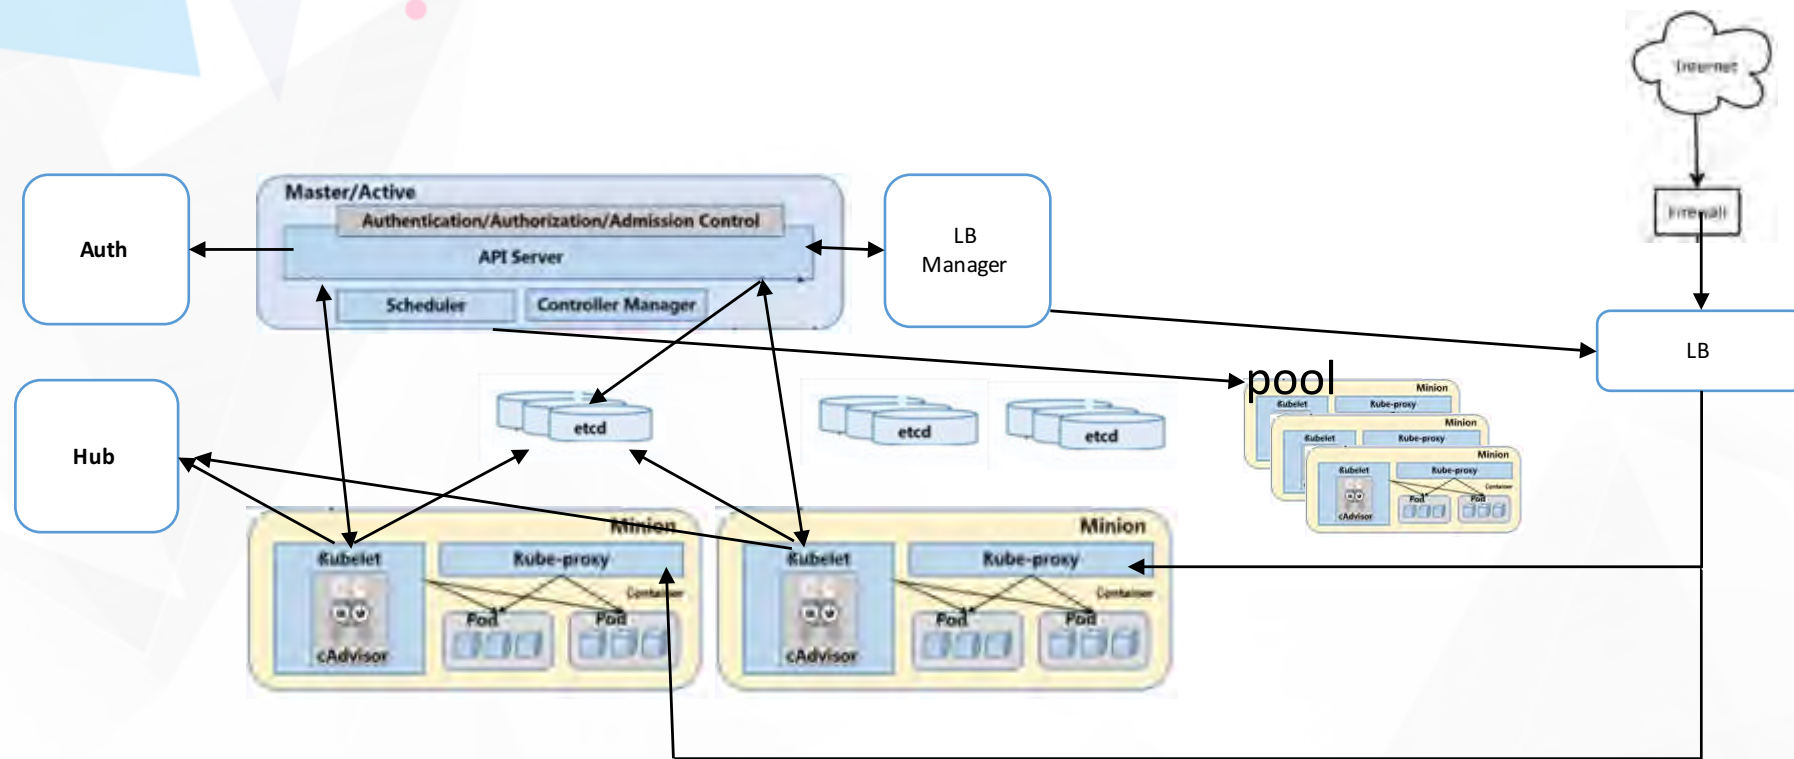 Internet
Firewall
Master/Active
Authentication/Authorization/Admission Control
API Server
Scheduler
Controller Manager
Auth
LB
Manager
LB
Hub
etcd
etcd
etcd
pool
Minion
Kubelet
Kube-proxy
Minion
Kubelet
Kube-proxy
Minion
Kubelet
Kube-proxy
Container
Pod
Pod
cAdvisor
Minion
Kubelet
Kube-proxy
Container
Pod
Pod
cAdvisor
Minion
Kubelet
Kube-proxy
Container
Pod
Pod
cAdvisor